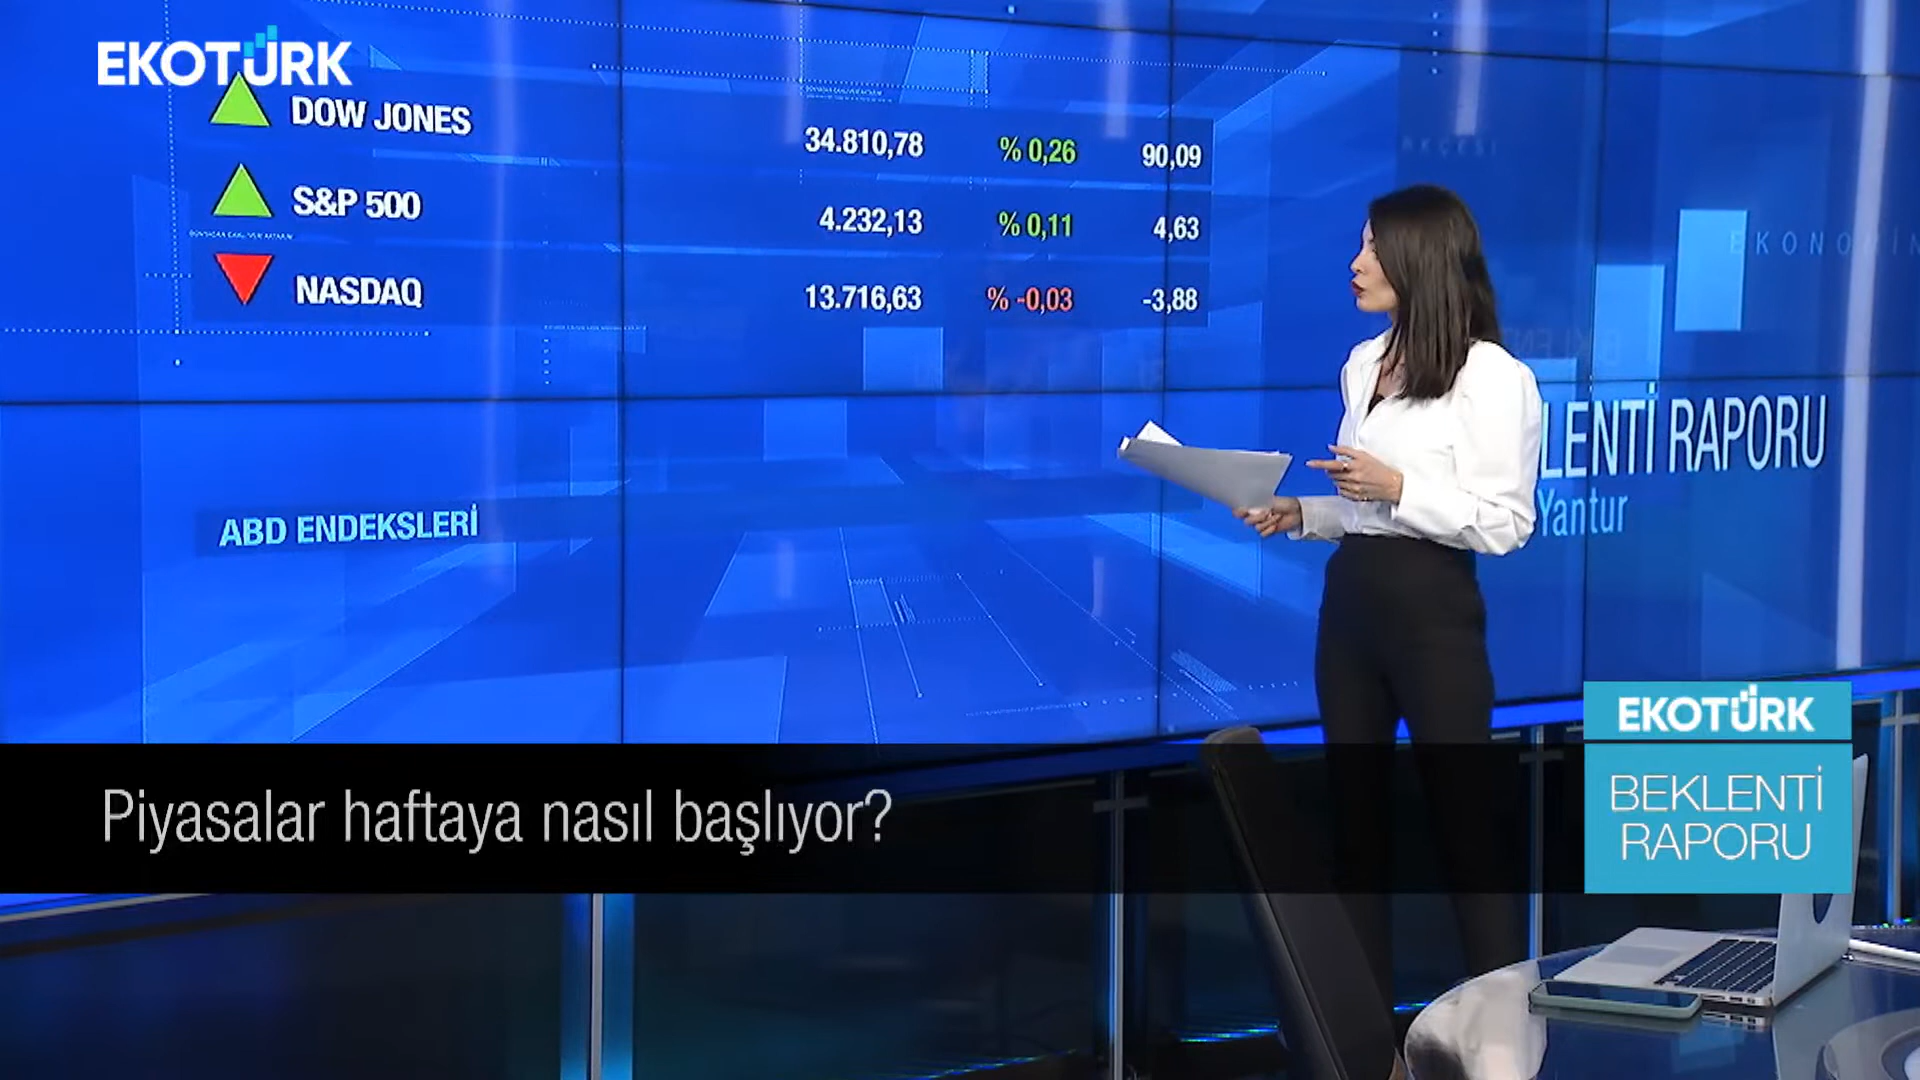 EKOTÜRK
DOW JONES 34.810,78 % 0,26 90,09
S&P 500 4.232,13 % 0,11 4,63
NASDAQ 13.716,63 % -0,03 -3,88
EKONOMİN
LENTİ RAPORU
Yantur
ABD ENDEKSLERİ
EKOTÜRK
BEKLENTİ
RAPORU
Piyasalar haftaya nasıl başlıyor?